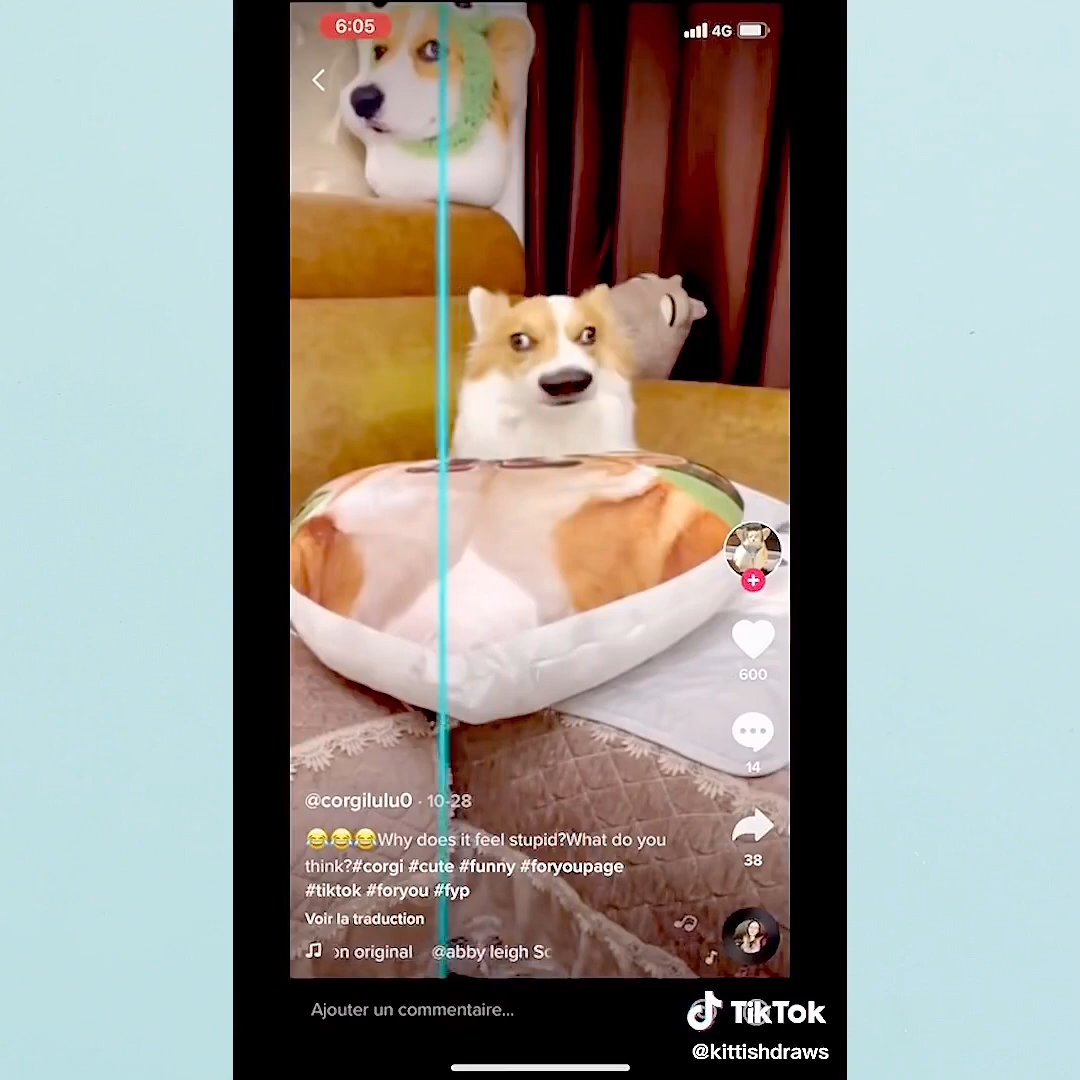 6:05
4G
600
14
38
@corgilulu0 · 10-28
😂😂😂Why does it feel stupid?What do you
think?#corgi #cute #funny #foryoupage
#tiktok #foryou #fyp
Voir la traduction
on original @abby leigh So
Ajouter un commentaire...
TikTok
@kittishdraws